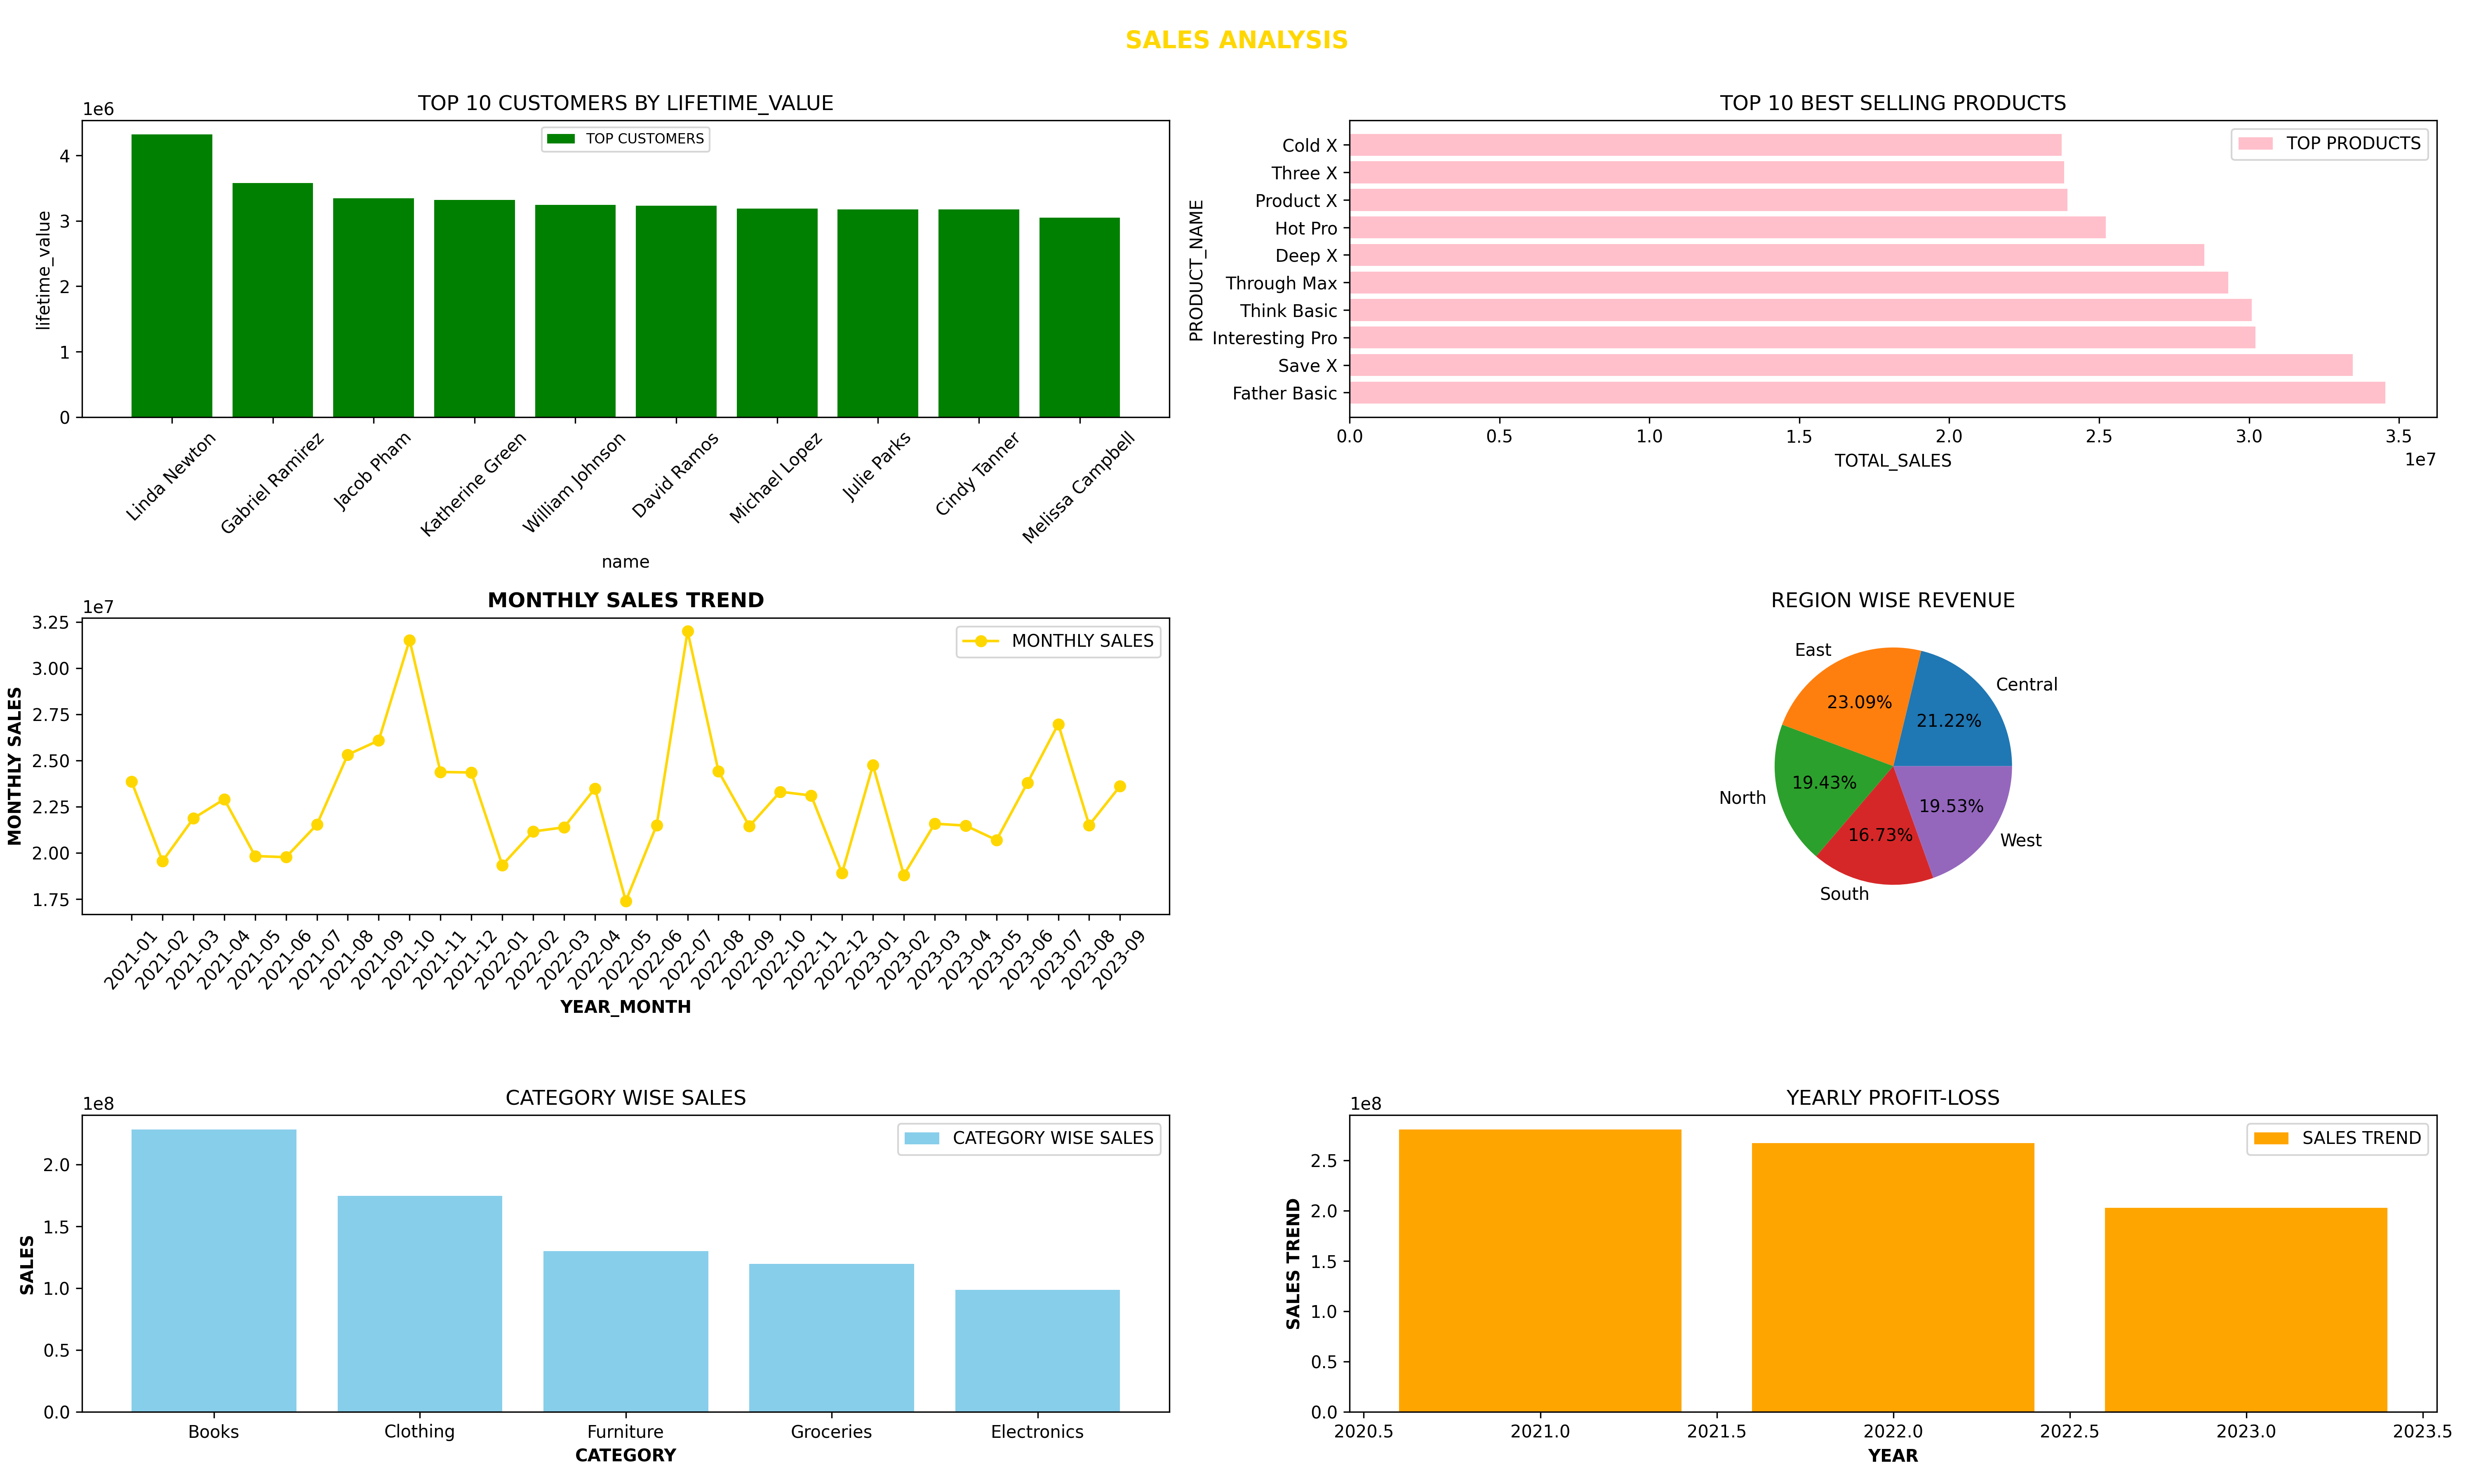 SALES ANALYSIS
TOP 10 CUSTOMERS BY LIFETIME_VALUE
1e6
TOP CUSTOMERS
lifetime_value
4
3
2
1
0
Linda Newton
Gabriel Ramirez
Jacob Pham
Katherine Green
William Johnson
David Ramos
Michael Lopez
Julie Parks
Cindy Tanner
Melissa Campbell
name
TOP 10 BEST SELLING PRODUCTS
TOP PRODUCTS
PRODUCT_NAME
Cold X
Three X
Product X
Hot Pro
Deep X
Through Max
Think Basic
Interesting Pro
Save X
Father Basic
0.0 0.5 1.0 1.5 2.0 2.5 3.0 3.5
1e7
TOTAL_SALES
MONTHLY SALES TREND
1e7
MONTHLY SALES
MONTHLY SALES
3.25
3.00
2.75
2.50
2.25
2.00
1.75
2021-01
2021-02
2021-03
2021-04
2021-05
2021-06
2021-07
2021-08
2021-09
2021-10
2021-11
2021-12
2022-01
2022-02
2022-03
2022-04
2022-05
2022-06
2022-07
2022-08
2022-09
2022-10
2022-11
2022-12
2023-01
2023-02
2023-03
2023-04
2023-05
2023-06
2023-07
2023-08
2023-09
YEAR_MONTH
REGION WISE REVENUE
East
Central
23.09%
21.22%
19.43%
North
19.53%
16.73%
West
South
CATEGORY WISE SALES
1e8
CATEGORY WISE SALES
SALES
2.0
1.5
1.0
0.5
0.0
Books Clothing Furniture Groceries Electronics
CATEGORY
YEARLY PROFIT-LOSS
1e8
SALES TREND
SALES TREND
2.5
2.0
1.5
1.0
0.5
0.0
2020.5 2021.0 2021.5 2022.0 2022.5 2023.0 2023.5
YEAR